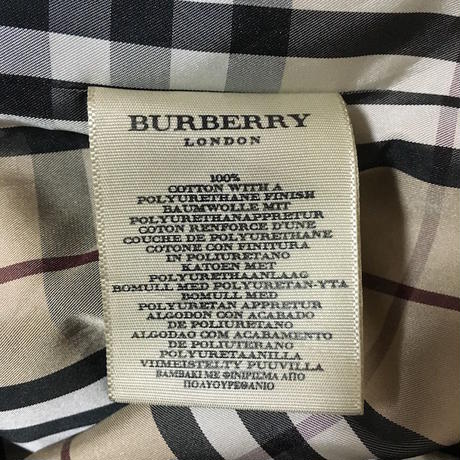 BURBERRY
LONDON
100%
COTTON WITH A
POLYURETHANE FINISH
BAUMWOLLE MIT
POLYURETHANAPPRETUR
COTON RENFORCE D'UNE
COUCHE DE POLYURETHANE
COTONE CON FINITURA
IN POLIURETANO
KATOEN MET
POLYURETHAANLAAG
BOMULL MED POLYURETAN-YTA
BOMULL MED
POLYURETAN APPRETUR
ALGODON CON ACABADO
DE POLIURETANO
ALGODAO COM ACABAMENTO
DE POLIUTERANO
POLYURETAANILLA
VIIMEISTELTY PUUVILLA
ΒΑΜΒΑΚΙ ΜΕ ΦΙΝΙΡΙΣΜΑ ΑΠΟ
ΠΟΛΥΟΥΡΕΘΑΝΙΟ